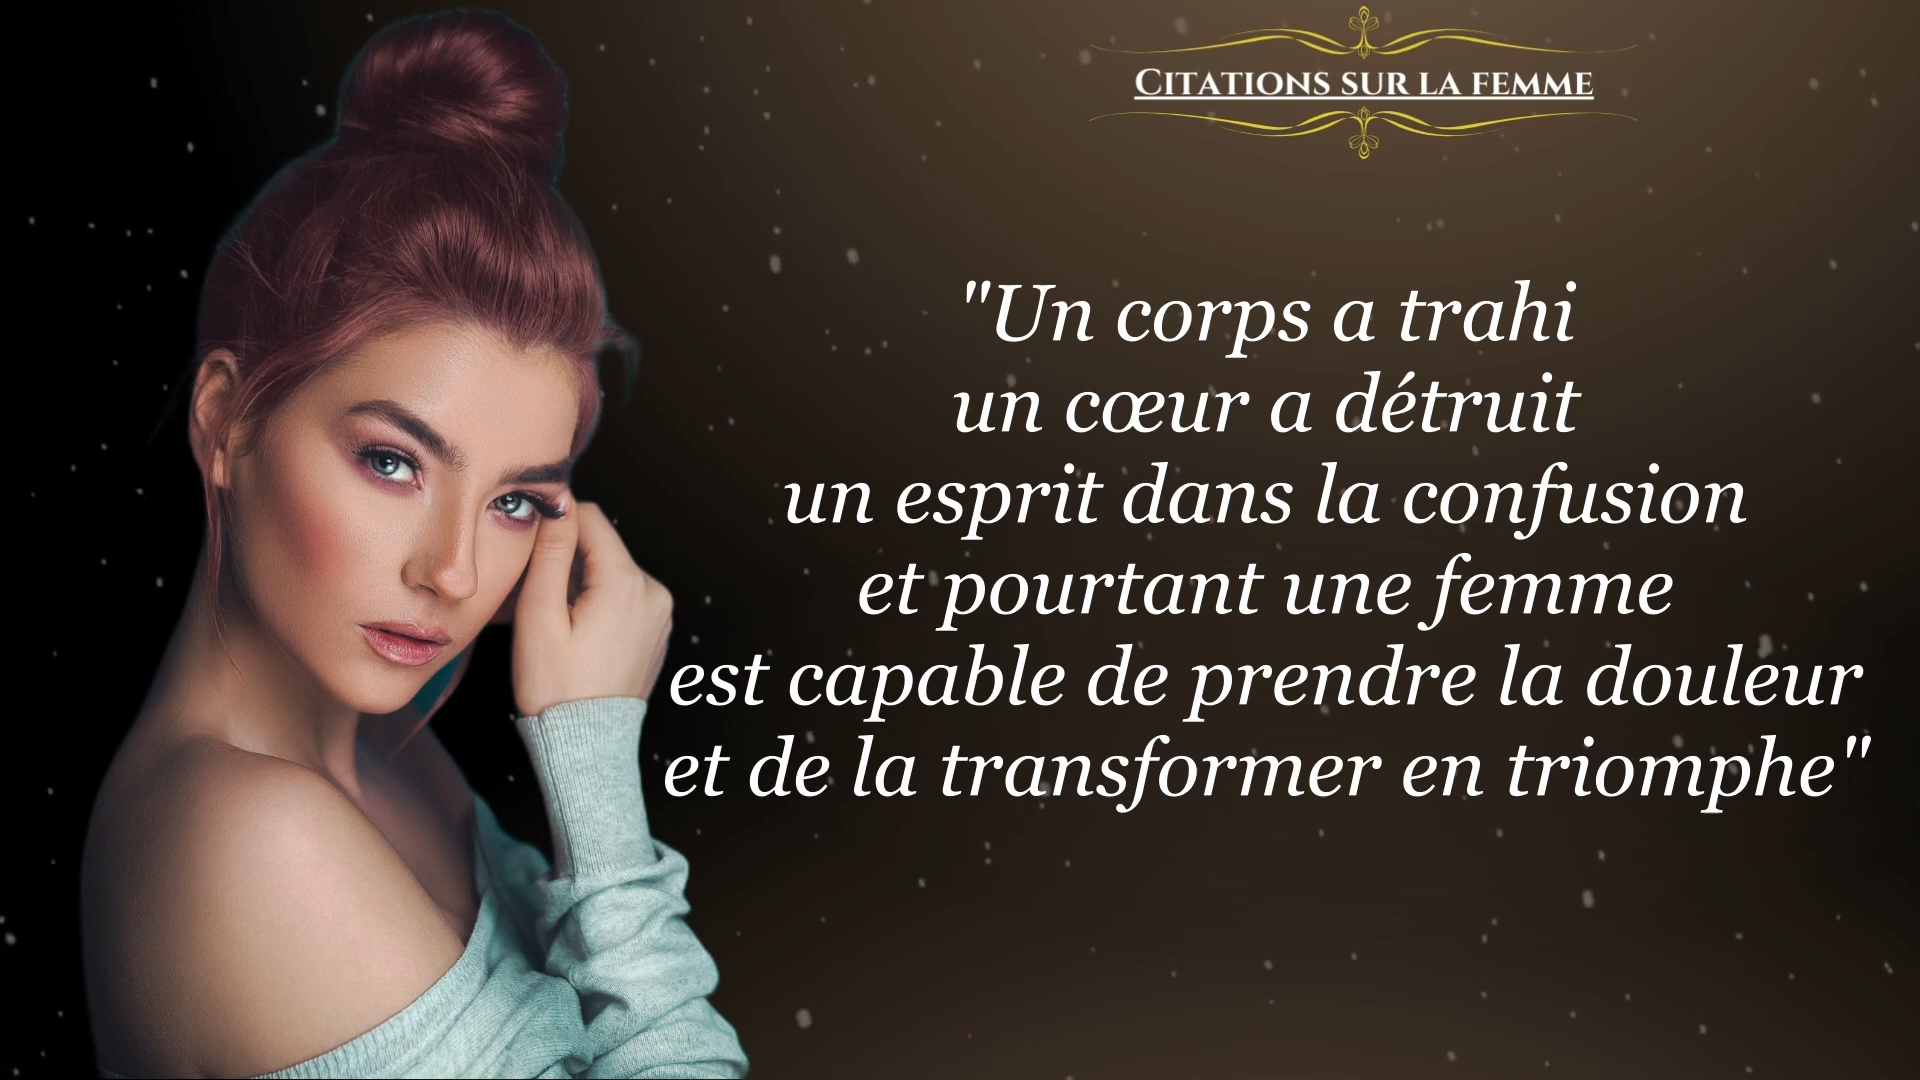 Citations sur la femme
"Un corps a trahi
un cœur a détruit
un esprit dans la confusion
et pourtant une femme
est capable de prendre la douleur
et de la transformer en triomphe"